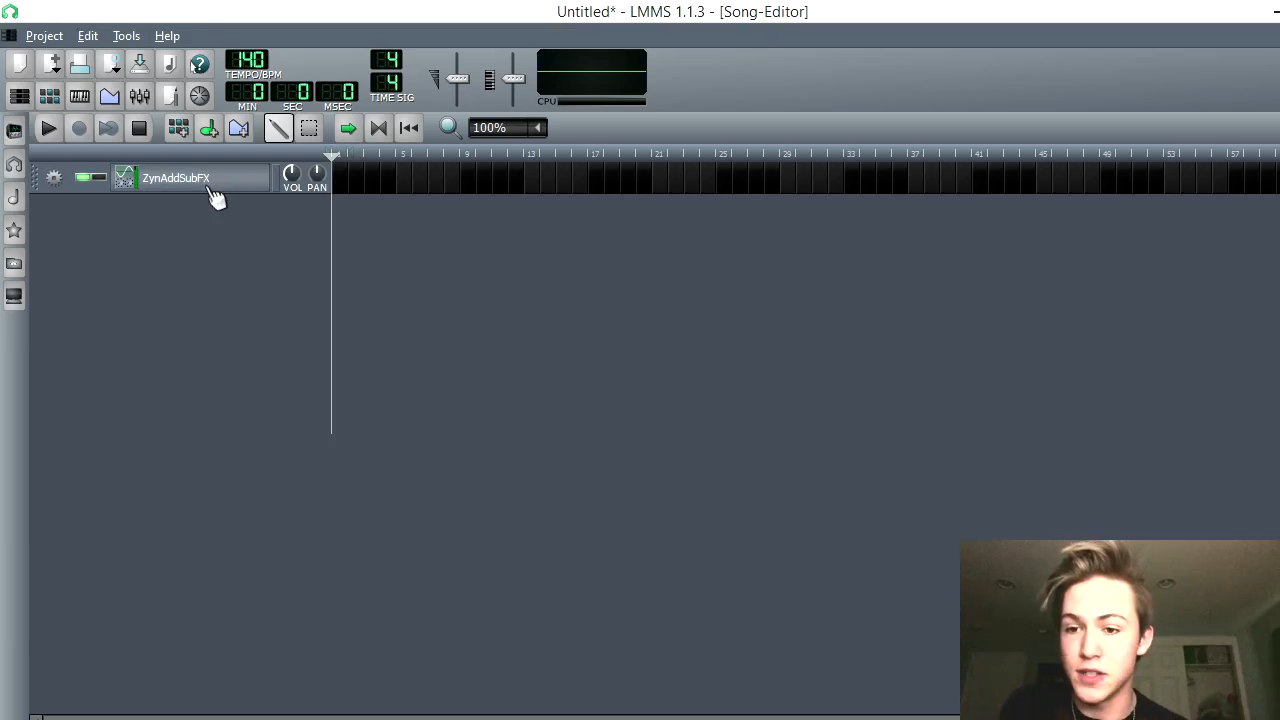 Untitled* - LMMS 1.1.3 - [Song-Editor]
Project Edit Tools Help
140
TEMPO/BPM
4
4
TIME SIG
0 0 0
MIN SEC MSEC
CPU
100%
5 9 13 17 21 25 29 33 37 41 45 49 53 57
ZynAddSubFX
VOL PAN